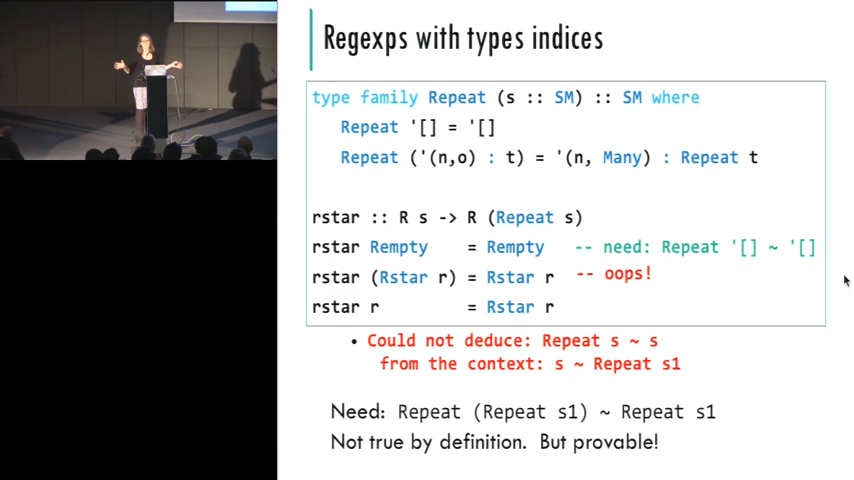 Regexps with types indices
type family Repeat (s :: SM) :: SM where
Repeat '[] = '[]
Repeat ('(n,o) : t) = '(n, Many) : Repeat t
rstar :: R s -> R (Repeat s)
rstar Rempty = Rempty -- need: Repeat '[] ~ '[]
rstar (Rstar r) = Rstar r -- oops!
rstar r = Rstar r
• Could not deduce: Repeat s ~ s
from the context: s ~ Repeat s1
Need: Repeat (Repeat s1) ~ Repeat s1
Not true by definition. But provable!